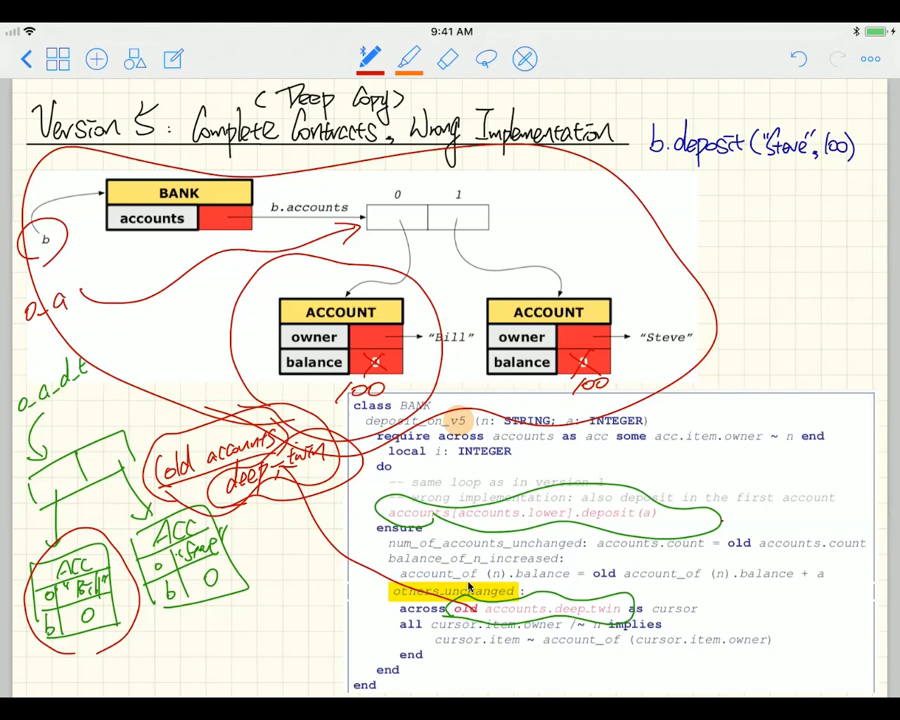 9:41 AM
(Deep Copy)
Version 5: Complete Contracts, Wrong Implementation
b.deposit("Steve", 100)
BANK
accounts
b.accounts
0 1
b
o_a
ACCOUNT
owner
balance
"Bill"
100
ACCOUNT
owner
balance
"Steve"
100
o_a_d_t
(old accounts)
deep_twin
ACC
o "Bill"
b 0
ACC
o "Steve"
b 0
class BANK
deposit_on_v5 (n: STRING; a: INTEGER)
require across accounts as acc some acc.item.owner ~ n end
local i: INTEGER
do
-- same loop as in version 1
-- wrong implementation: also deposit in the first account
accounts[accounts.lower].deposit(a)
ensure
num_of_accounts_unchanged: accounts.count = old accounts.count
balance_of_n_increased:
account_of (n).balance = old account_of (n).balance + a
others_unchanged :
across old accounts.deep_twin as cursor
all cursor.item.owner /~ n implies
cursor.item ~ account_of (cursor.item.owner)
end
end
end